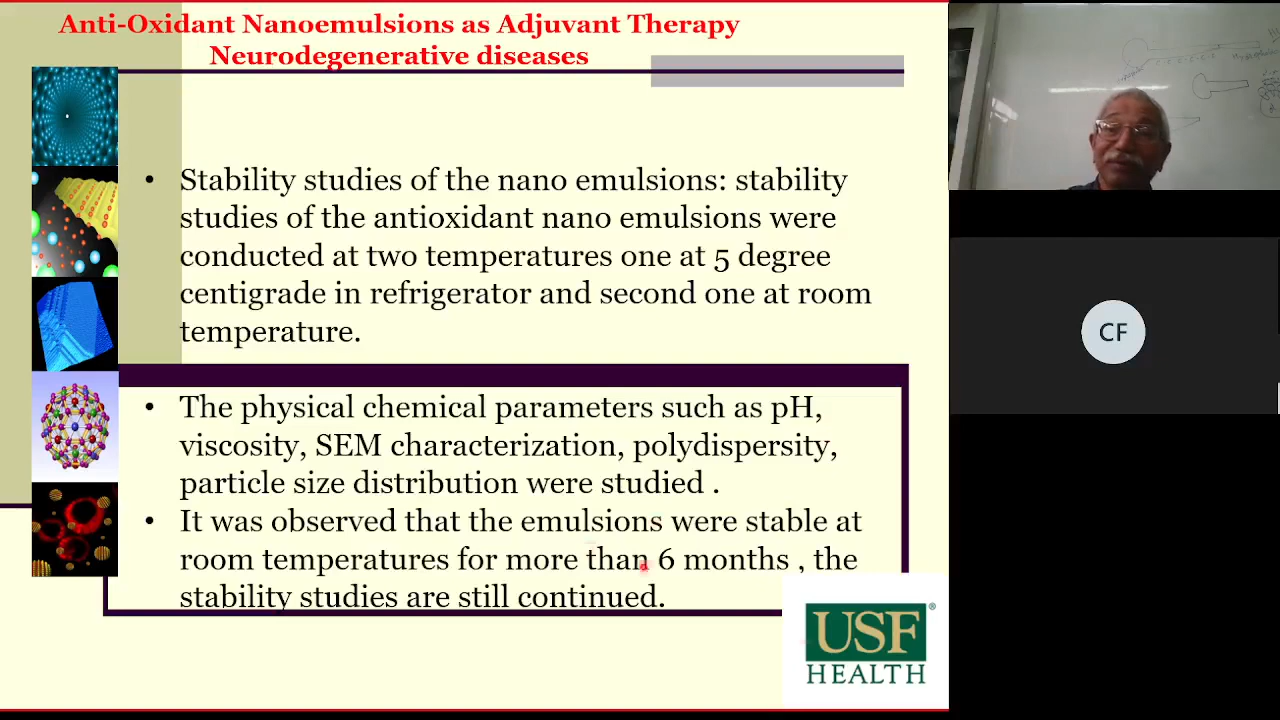 Anti-Oxidant Nanoemulsions as Adjuvant Therapy
Neurodegenerative diseases
• Stability studies of the nano emulsions: stability
studies of the antioxidant nano emulsions were
conducted at two temperatures one at 5 degree
centigrade in refrigerator and second one at room
temperature.
• The physical chemical parameters such as pH,
viscosity, SEM characterization, polydispersity,
particle size distribution were studied .
• It was observed that the emulsions were stable at
room temperatures for more than 6 months , the
stability studies are still continued.
USF®
HEALTH
CF